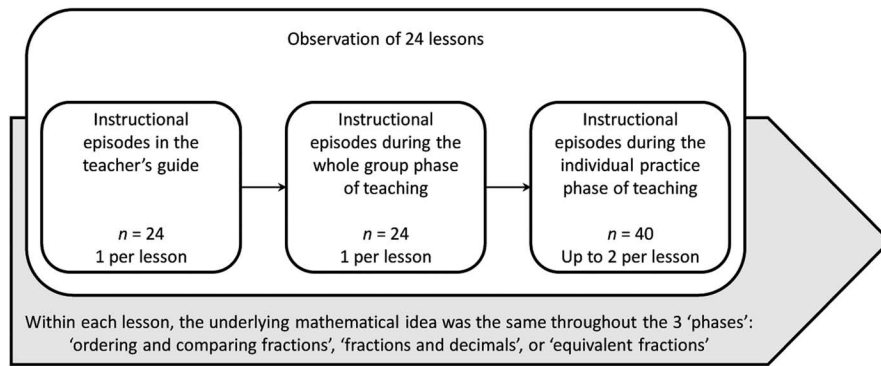 Observation of 24 lessons
Instructional
episodes in the
teacher’s guide
n = 24
1 per lesson
Instructional
episodes during the
whole group phase
of teaching
n = 24
1 per lesson
Instructional
episodes during the
individual practice
phase of teaching
n = 40
Up to 2 per lesson
Within each lesson, the underlying mathematical idea was the same throughout the 3 ‘phases’:
‘ordering and comparing fractions’, ‘fractions and decimals’, or ‘equivalent fractions’